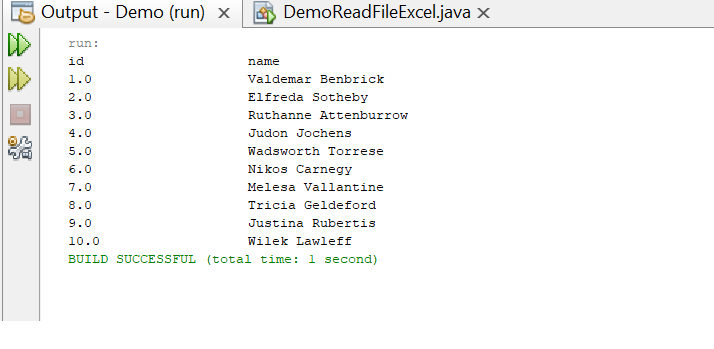 Output - Demo (run) × DemoReadFileExcel.java ×
run:
id name
1.0 Valdemar Benbrick
2.0 Elfreda Sotheby
3.0 Ruthanne Attenburrow
4.0 Judon Jochens
5.0 Wadsworth Torrese
6.0 Nikos Carnegy
7.0 Melesa Vallantine
8.0 Tricia Geldeford
9.0 Justina Rubertis
10.0 Wilek Lawleff
BUILD SUCCESSFUL (total time: 1 second)